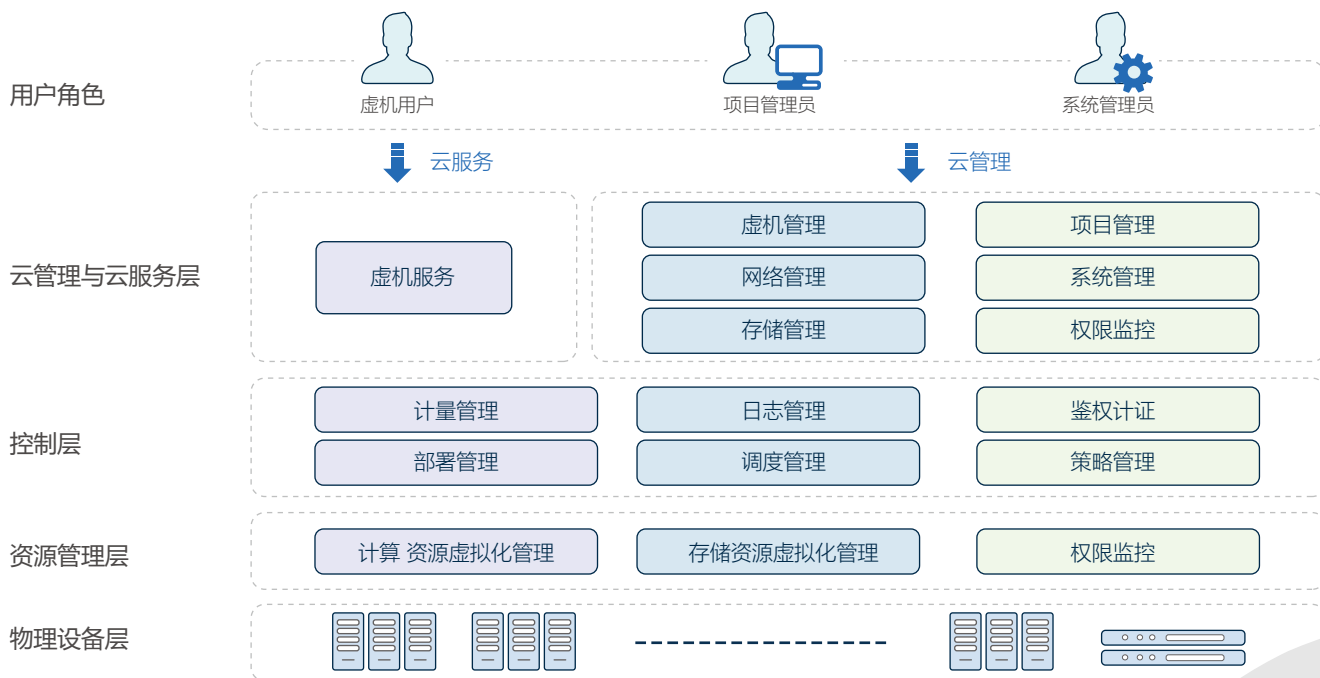 用户角色
虚机用户
项目管理员
系统管理员
云服务
云管理
云管理与云服务层
虚机服务
虚机管理
项目管理
网络管理
系统管理
存储管理
权限监控
控制层
计量管理
日志管理
鉴权计证
部署管理
调度管理
策略管理
资源管理层
计算 资源虚拟化管理
存储资源虚拟化管理
权限监控
物理设备层